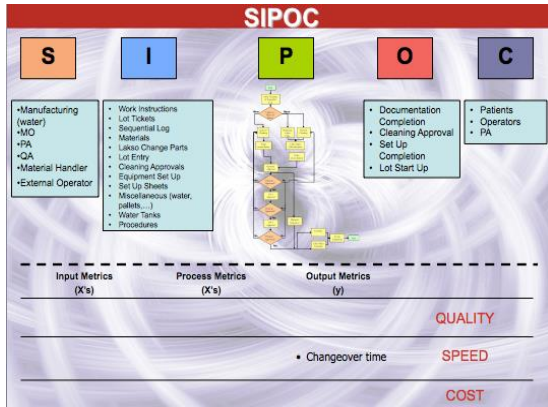 SIPOC
S
I
P
O
C
•Manufacturing
(water)
•MO
•PA
•QA
•Material Handler
•External Operator
• Work Instructions
• Lot Tickets
• Sequential Log
• Materials
• Lakso Change Parts
• Lot Entry
• Cleaning Approvals
• Equipment Set Up
• Set Up Sheets
• Miscellaneous (water,
pallets,....)
• Water Tanks
• Procedures
• Documentation
Completion
• Cleaning Approval
• Set Up
Completion
• Lot Start Up
• Patients
• Operators
• PA
Input Metrics
(X's)
Process Metrics
(X's)
Output Metrics
(y)
QUALITY
• Changeover time
SPEED
COST